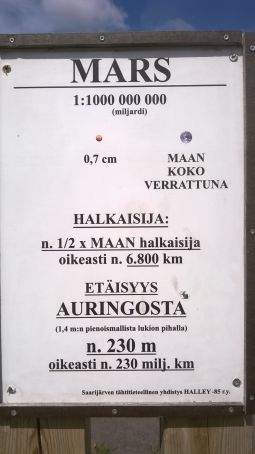 MARS
1:1000 000 000
(miljardi)
0,7 cm
MAAN
KOKO
VERRATTUNA
HALKAISIJA:
n. 1/2 x MAAN halkaisija
oikeasti n. 6.800 km
ETÄISYYS
AURINGOSTA
(1,4 m:n pienoismallista lukion pihalla)
n. 230 m
oikeasti n. 230 milj. km
Saarijärven tähtitieteellinen yhdistys HALLEY -85 r.y.